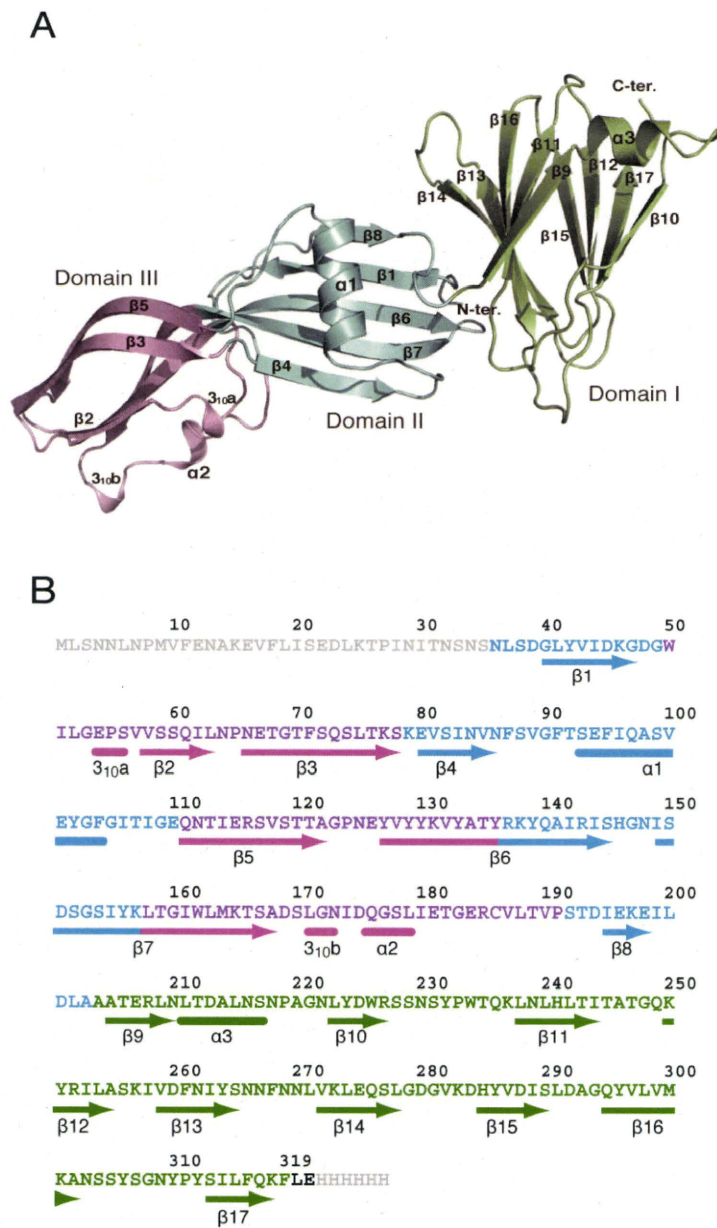 A
C-ter.
β16
β11
α3
β13
β9
β12
β17
β14
β10
β15
β8
Domain III
α1
β1
N-ter.
β5
β6
β3
β4
β7
Domain I
3₁₀a
Domain II
β2
3₁₀b
α2
B
10 20 30 40 50
MLSNNLNPMVFENAKEVFLISEDLKTPINITNSNSNLSDGLYVIDKGDGW
β1
60 70 80 90 100
ILGEPSVVSSQILNPNETGTFSQSLTKSKEVSINVNFSVGFTSEFIQASV
3₁₀a β2 β3 β4 α1
110 120 130 140 150
EYGFGITIGEQNTIERSVSTTAGPNEYVYYKVYATYRKYQAIRISHGNIS
β5 β6
160 170 180 190 200
DSGSIYKLTGIWLMKTSADSLGNIDQGSLIETGERCVLTVPSTDIEKEIL
β7 3₁₀b α2 β8
210 220 230 240 250
DLAAATERLNLTDALNSNPAGNLYDWRSSNSYPWTQKLNLHLTITATGQK
β9 α3 β10 β11
260 270 280 290 300
YRILASKIVDFNIYSNNFNNLVKLEQSLGDGVKDHYVDISLDAGQYVLVM
β12 β13 β14 β15 β16
310 319
KANSSYSGNYPYSILFQKFLEHHHHHH
β17